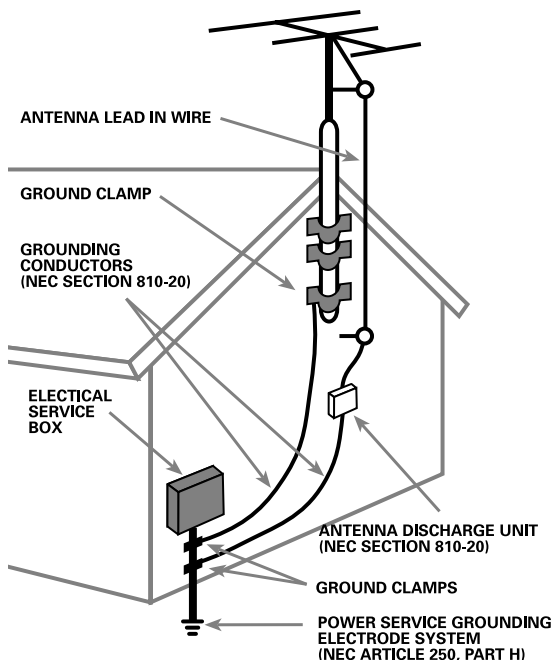 ANTENNA LEAD IN WIRE
GROUND CLAMP
GROUNDING
CONDUCTORS
(NEC SECTION 810-20)
ELECTICAL
SERVICE
BOX
ANTENNA DISCHARGE UNIT
(NEC SECTION 810-20)
GROUND CLAMPS
POWER SERVICE GROUNDING
ELECTRODE SYSTEM
(NEC ARTICLE 250, PART H)